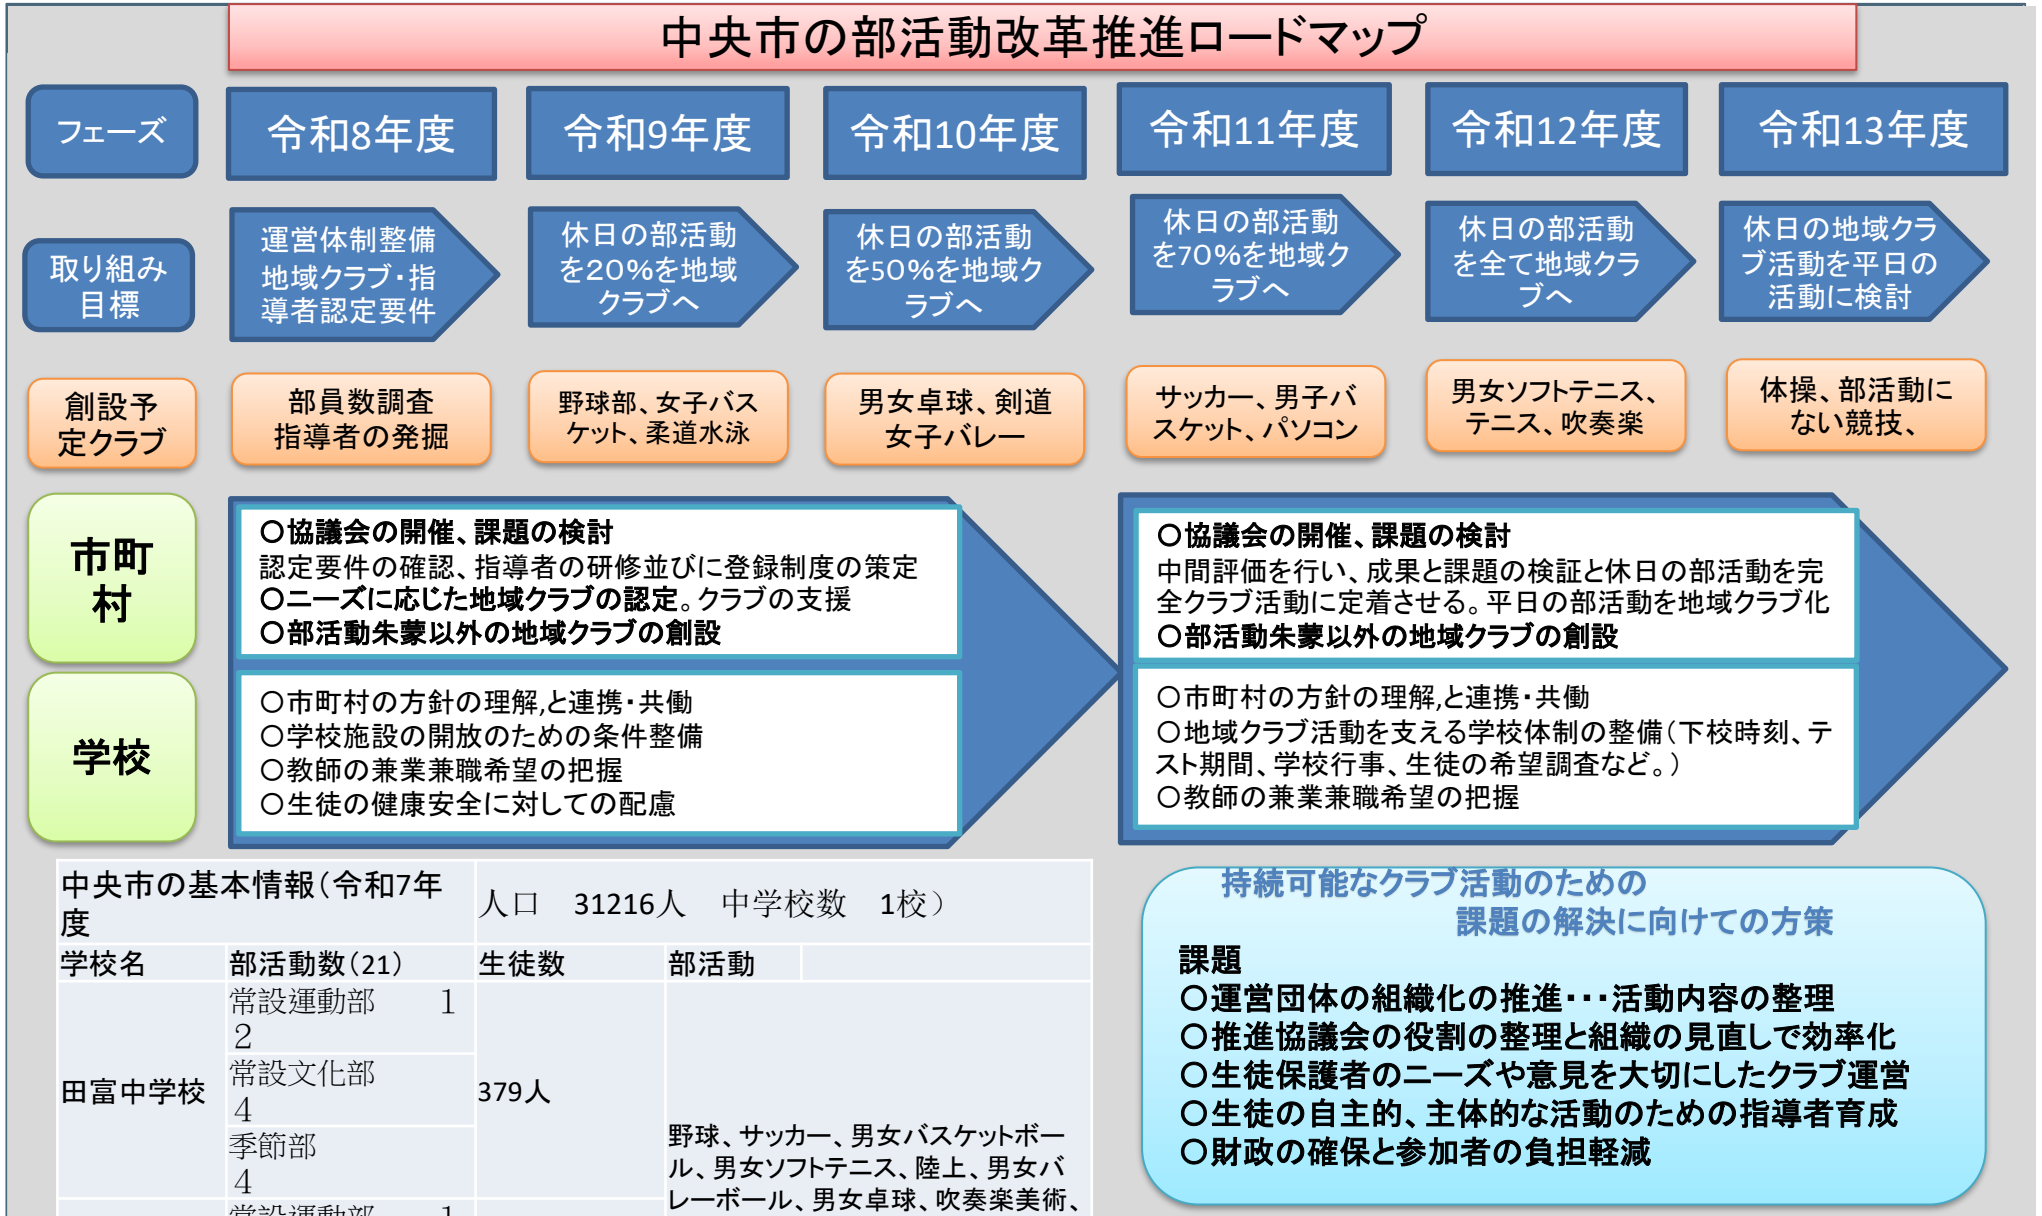 中央市の部活動改革推進ロードマップ
フェーズ
令和8年度
令和9年度
令和10年度
令和11年度
令和12年度
令和13年度
取り組み
目標
運営体制整備
地域クラブ・指
導者認定要件
休日の部活動
を20%を地域
クラブへ
休日の部活動
を50%を地域ク
ラブへ
休日の部活動
を70%を地域ク
ラブへ
休日の部活動
を全て地域クラ
ブへ
休日の地域クラ
ブ活動を平日の
活動に検討
創設予
定クラブ
部員数調査
指導者の発掘
野球部、女子バス
ケット、柔道水泳
男女卓球、剣道
女子バレー
サッカー、男子バ
スケット、パソコン
男女ソフトテニス、
テニス、吹奏楽
体操、部活動に
ない競技、
市町
村
〇協議会の開催、課題の検討
認定要件の確認、指導者の研修並びに登録制度の策定
〇ニーズに応じた地域クラブの認定。クラブの支援
〇部活動朱蒙以外の地域クラブの創設
〇協議会の開催、課題の検討
中間評価を行い、成果と課題の検証と休日の部活動を完
全クラブ活動に定着させる。平日の部活動を地域クラブ化
〇部活動朱蒙以外の地域クラブの創設
学校
〇市町村の方針の理解,と連携・共働
〇学校施設の開放のための条件整備
〇教師の兼業兼職希望の把握
〇生徒の健康安全に対しての配慮
〇市町村の方針の理解,と連携・共働
〇地域クラブ活動を支える学校体制の整備(下校時刻、テ
スト期間、学校行事、生徒の希望調査など。)
〇教師の兼業兼職希望の把握
中央市の基本情報(令和7年
度
人口 31216人 中学校数 1校)
学校名
部活動数(21)
生徒数
部活動
田富中学校
常設運動部 1
2
常設文化部
4
季節部
4
379人
野球、サッカー、男女バスケットボー
ル、男女ソフトテニス、陸上、男女バ
レーボール、男女卓球、吹奏楽美術、
常設運動部 1
持続可能なクラブ活動のための
課題の解決に向けての方策
課題
〇運営団体の組織化の推進・・・活動内容の整理
〇推進協議会の役割の整理と組織の見直しで効率化
〇生徒保護者のニーズや意見を大切にしたクラブ運営
〇生徒の自主的、主体的な活動のための指導者育成
〇財政の確保と参加者の負担軽減